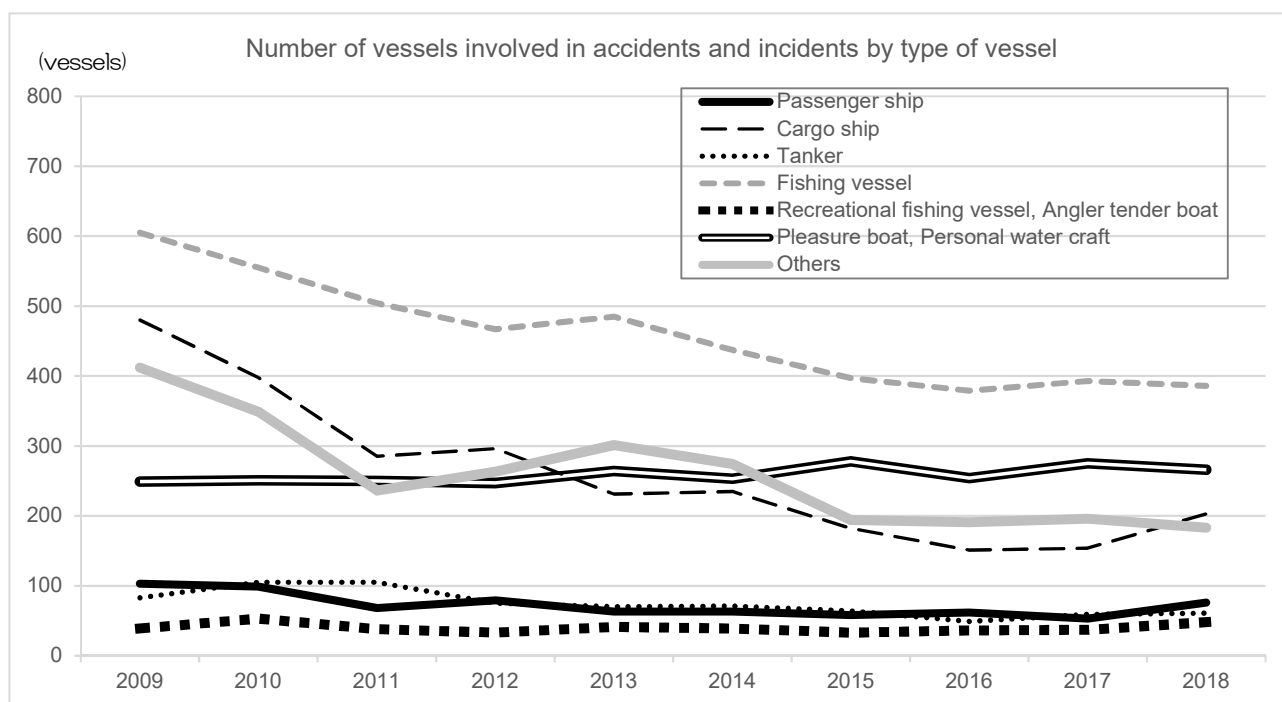 Number of vessels involved in accidents and incidents by type of vessel
(vessels)
800
700
600
500
400
300
200
100
0
Passenger ship
Cargo ship
Tanker
Fishing vessel
Recreational fishing vessel, Angler tender boat
Pleasure boat, Personal water craft
Others
2009 2010 2011 2012 2013 2014 2015 2016 2017 2018